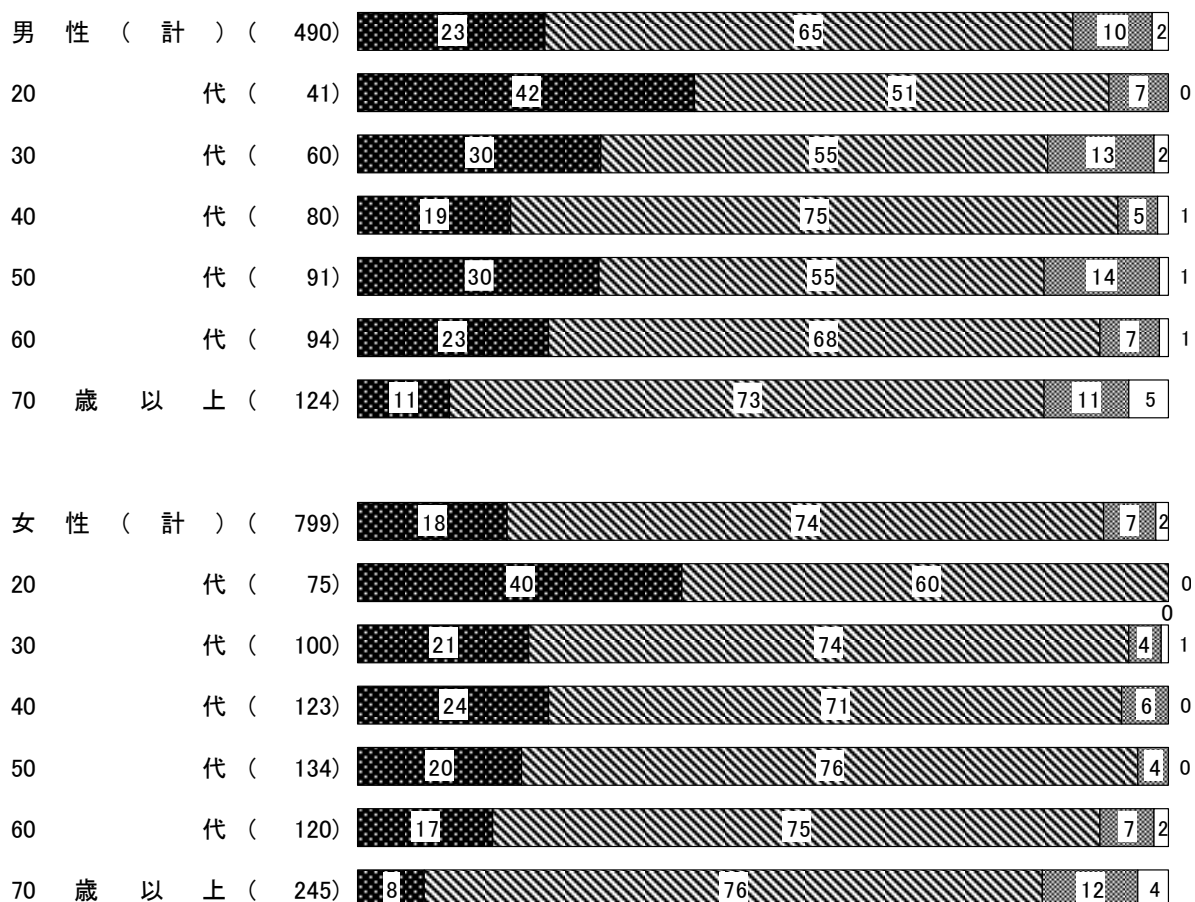 男 性 ( 計 ) ( 490) 23 65 10 2
20 代 ( 41) 42 51 7 0
30 代 ( 60) 30 55 13 2
40 代 ( 80) 19 75 5 1
50 代 ( 91) 30 55 14 1
60 代 ( 94) 23 68 7 1
70 歳 以 上 ( 124) 11 73 11 5
女 性 ( 計 ) ( 799) 18 74 7 2
20 代 ( 75) 40 60 0
0
30 代 ( 100) 21 74 4 1
40 代 ( 123) 24 71 6 0
50 代 ( 134) 20 76 4 0
60 代 ( 120) 17 75 7 2
70 歳 以 上 ( 245) 8 76 12 4